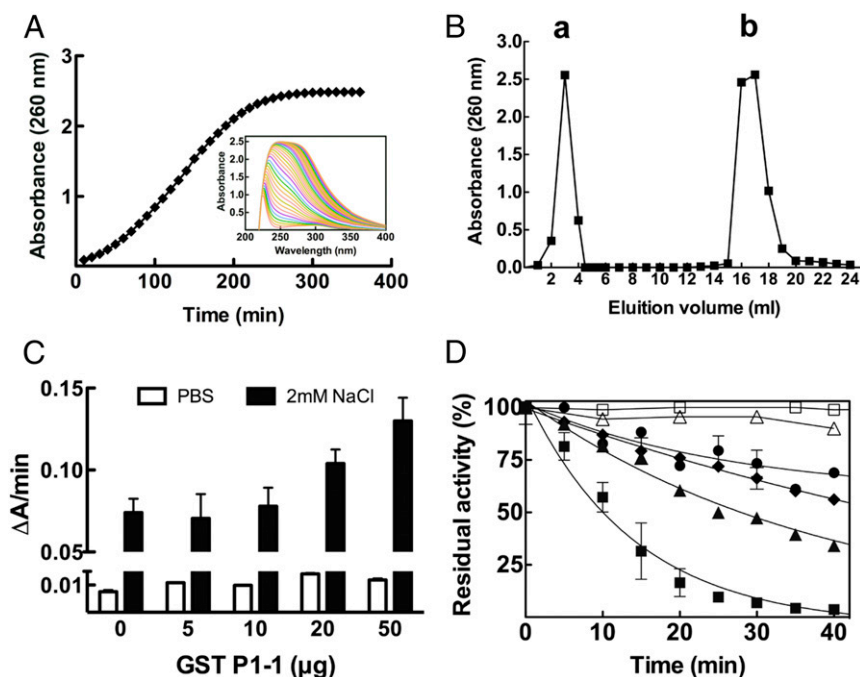 A
Absorbance (260 nm)
3
2
1
0
100
200
300
400
Time (min)
Absorbance
2.5
2.0
1.5
1.0
0.5
200
250
300
350
400
Wavelength (nm)
B
a
b
Absorbance (260 nm)
3.0
2.5
2.0
1.5
1.0
0.5
0.0
2 4 6 8 10 12 14 16 18 20 22 24
Eluition volume (ml)
C
PBS
2mM NaCl
ΔA/min
0.15
0.10
0.05
0.01
0 5 10 20 50
GST P1-1 (µg)
D
Residual activity (%)
100
75
50
25
0 10 20 30 40
Time (min)